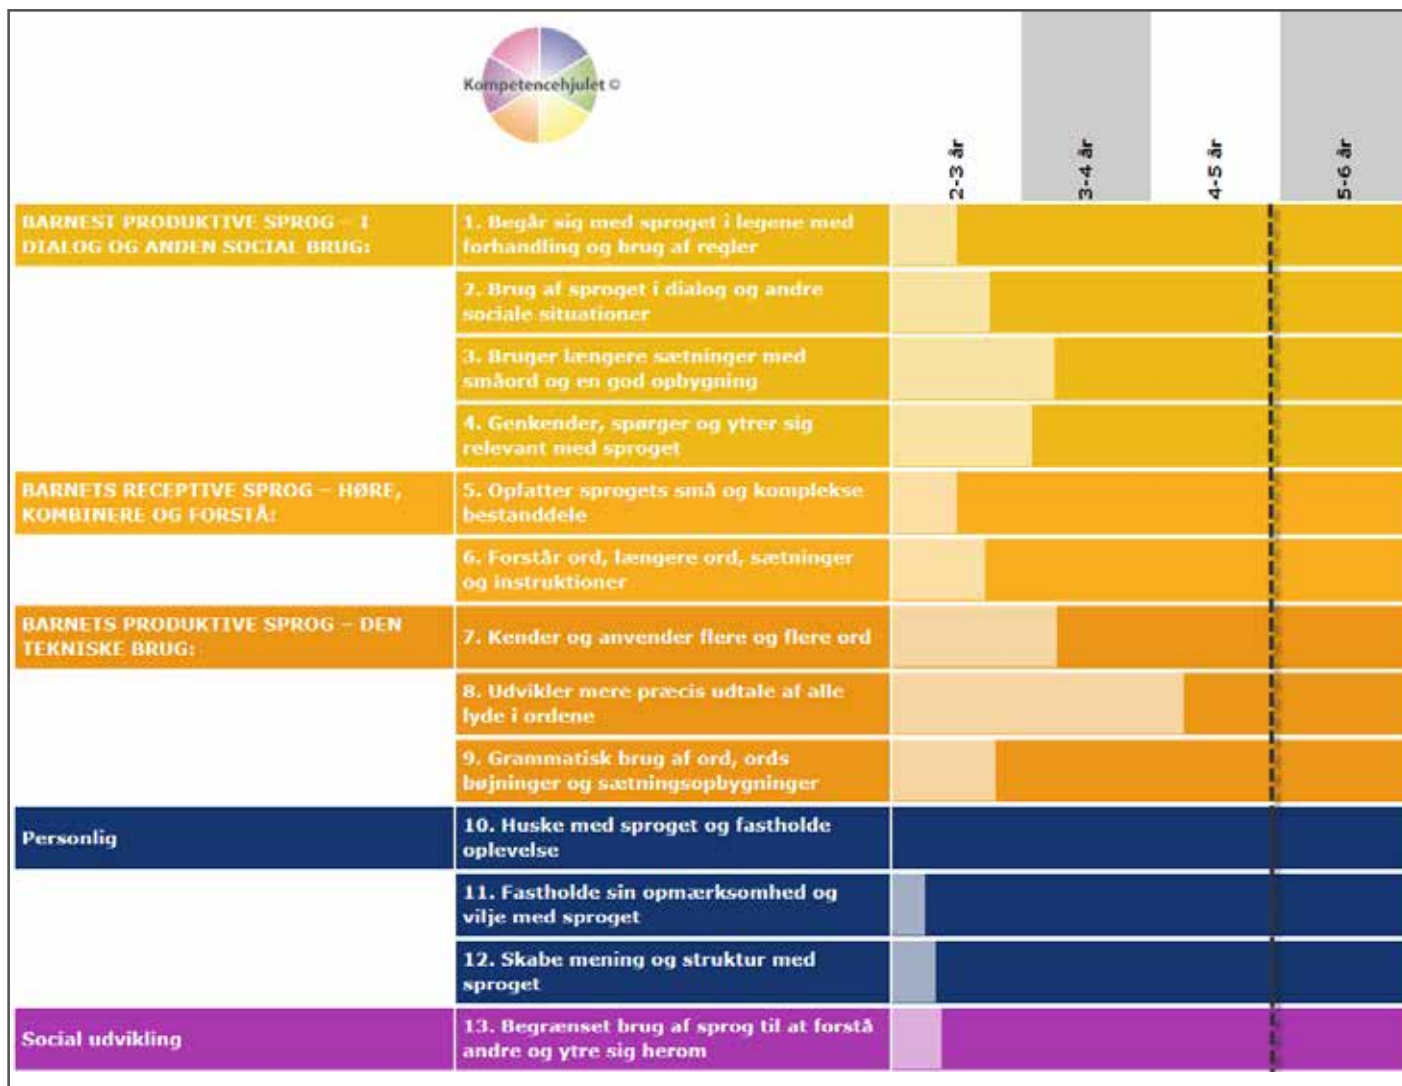 Kompetencehjulet ©
2-3 år
3-4 år
4-5 år
5-6 år
BARNEST PRODUKTIVE SPROG – I
DIALOG OG ANDEN SOCIAL BRUG:
1. Begår sig med sproget i legene med
forhandling og brug af regler
2. Brug af sproget i dialog og andre
sociale situationer
3. Bruger længere sætninger med
småord og en god opbygning
4. Genkender, spørger og ytrer sig
relevant med sproget
BARNETS RECEPTIVE SPROG – HØRE,
KOMBINERE OG FORSTÅ:
5. Opfatter sprogets små og komplekse
bestanddele
6. Forstår ord, længere ord, sætninger
og instruktioner
BARNETS PRODUKTIVE SPROG – DEN
TEKNISKE BRUG:
7. Kender og anvender flere og flere ord
8. Udvikler mere præcis udtale af alle
lyde i ordene
9. Grammatisk brug af ord, ords
bøjninger og sætningsopbygninger
Personlig
10. Huske med sproget og fastholde
oplevelse
11. Fastholde sin opmærksomhed og
vilje med sproget
12. Skabe mening og struktur med
sproget
Social udvikling
13. Begrænset brug af sprog til at forstå
andre og ytre sig herom